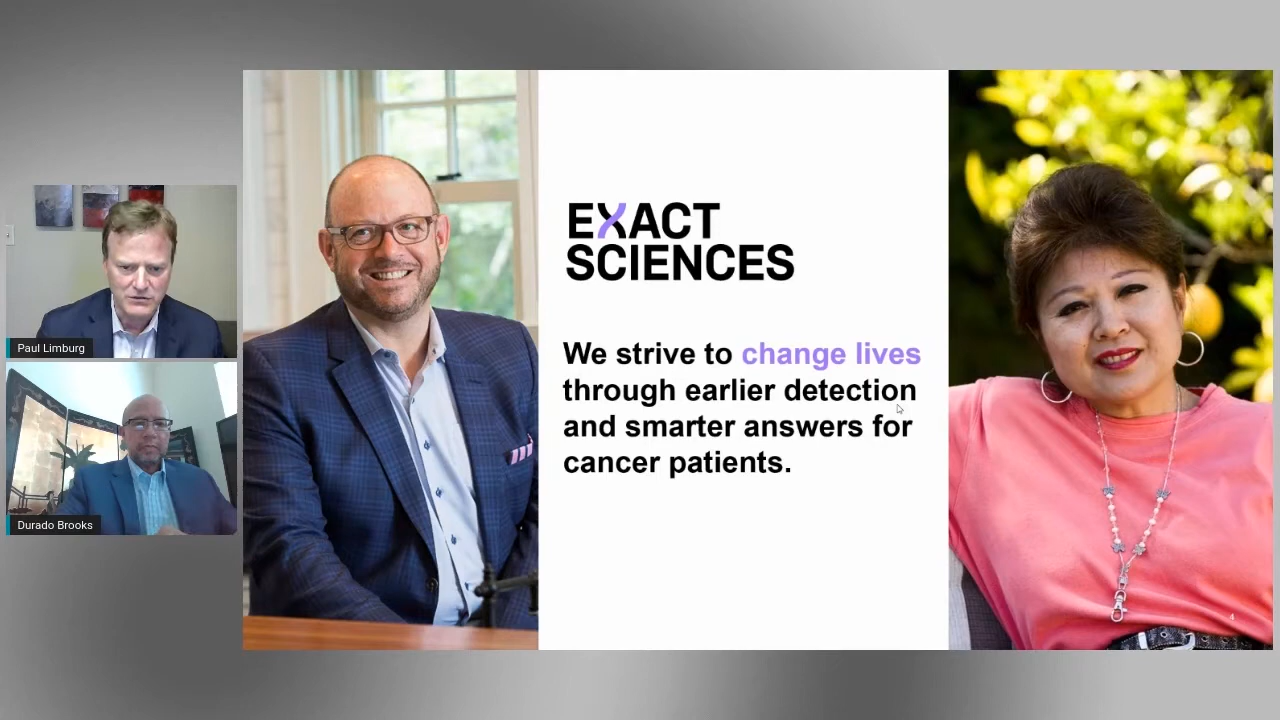 Paul Limburg
Durado Brooks
EXACT
SCIENCES
We strive to change lives
through earlier detection
and smarter answers for
cancer patients.
4